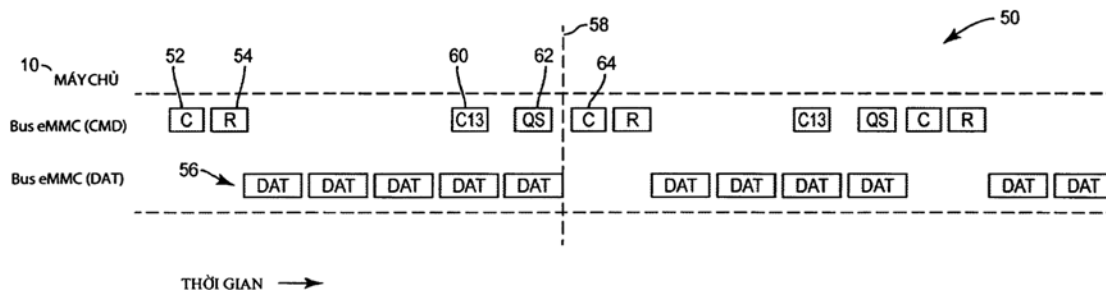 58
50
52 54 60 62 64
10 MÁY CHỦ
Bus eMMC (CMD) C R C13 QS C R C13 QS C R
Bus eMMC (DAT) 56 DAT DAT DAT DAT DAT DAT DAT DAT DAT DAT DAT
THỜI GIAN